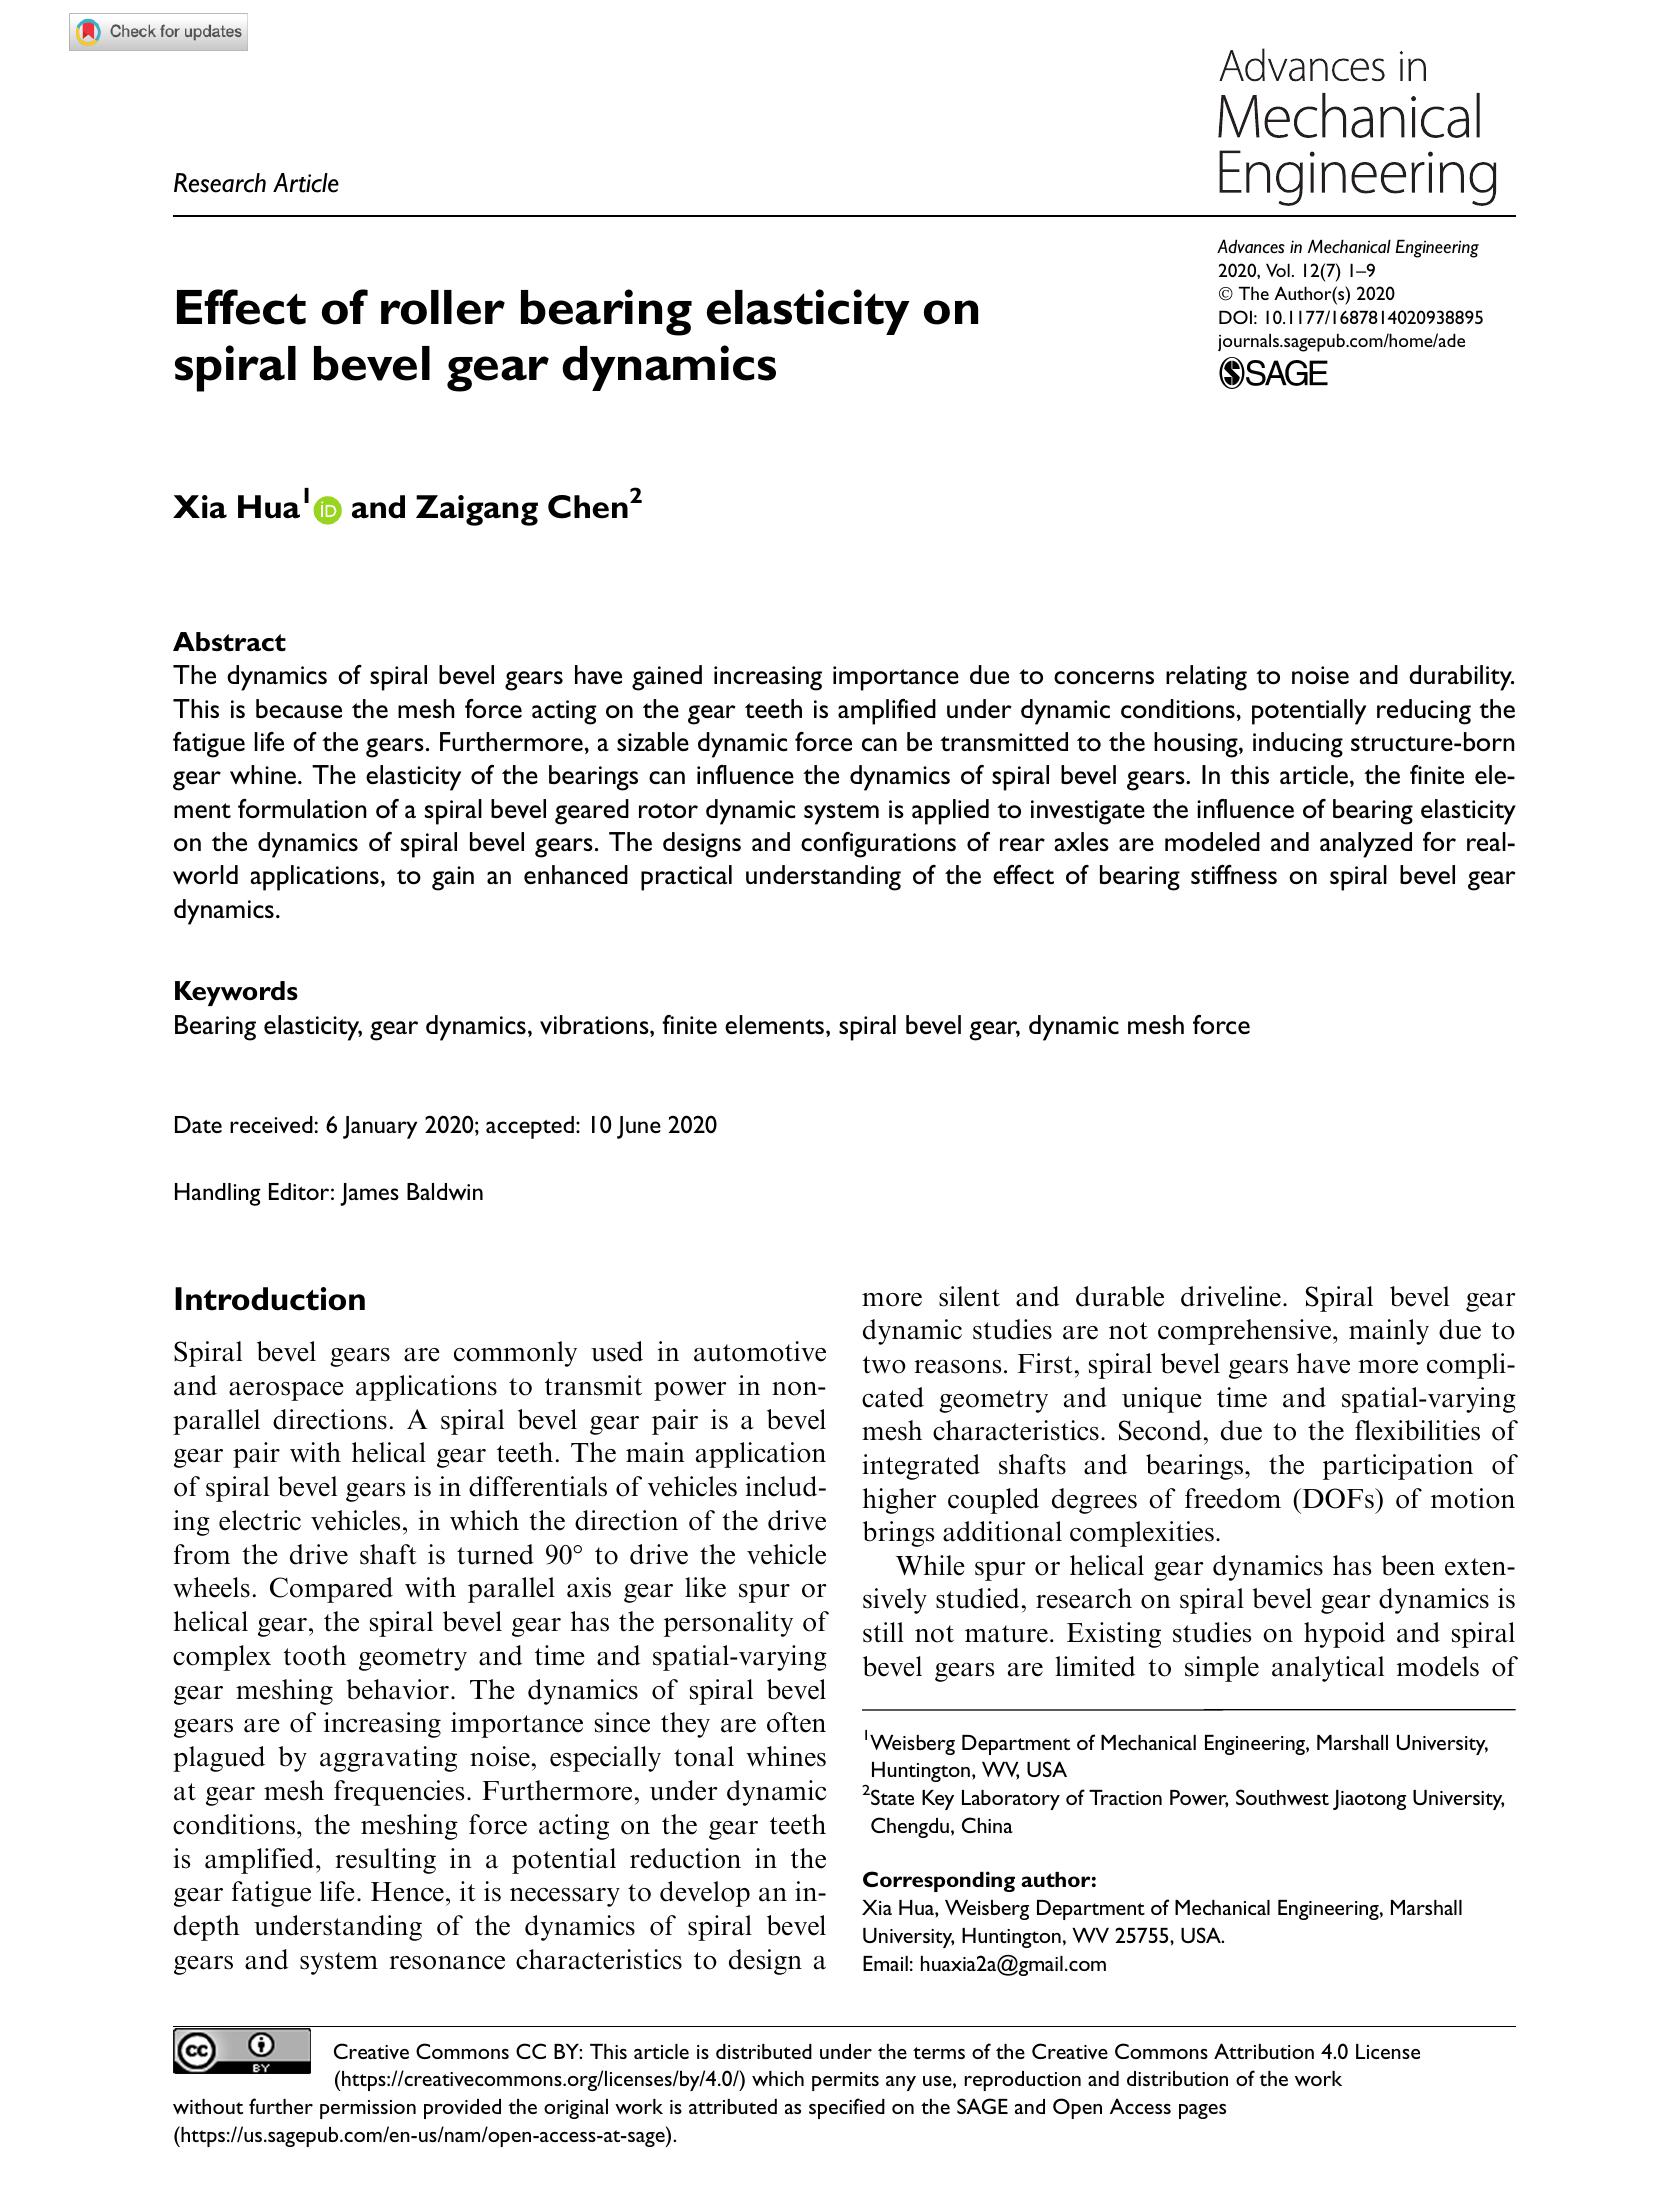 Check for updates
Advances in
Mechanical
Engineering
Research Article
Advances in Mechanical Engineering
2020, Vol. 12(7) 1–9
© The Author(s) 2020
DOI: 10.1177/1687814020938895
journals.sagepub.com/home/ade
SAGE
Effect of roller bearing elasticity on
spiral bevel gear dynamics
Xia Hua1 iD and Zaigang Chen2
Abstract
The dynamics of spiral bevel gears have gained increasing importance due to concerns relating to noise and durability.
This is because the mesh force acting on the gear teeth is amplified under dynamic conditions, potentially reducing the
fatigue life of the gears. Furthermore, a sizable dynamic force can be transmitted to the housing, inducing structure-born
gear whine. The elasticity of the bearings can influence the dynamics of spiral bevel gears. In this article, the finite ele-
ment formulation of a spiral bevel geared rotor dynamic system is applied to investigate the influence of bearing elasticity
on the dynamics of spiral bevel gears. The designs and configurations of rear axles are modeled and analyzed for real-
world applications, to gain an enhanced practical understanding of the effect of bearing stiffness on spiral bevel gear
dynamics.
Keywords
Bearing elasticity, gear dynamics, vibrations, finite elements, spiral bevel gear, dynamic mesh force
Date received: 6 January 2020; accepted: 10 June 2020
Handling Editor: James Baldwin
Introduction
Spiral bevel gears are commonly used in automotive
and aerospace applications to transmit power in non-
parallel directions. A spiral bevel gear pair is a bevel
gear pair with helical gear teeth. The main application
of spiral bevel gears is in differentials of vehicles includ-
ing electric vehicles, in which the direction of the drive
from the drive shaft is turned 90° to drive the vehicle
wheels. Compared with parallel axis gear like spur or
helical gear, the spiral bevel gear has the personality of
complex tooth geometry and time and spatial-varying
gear meshing behavior. The dynamics of spiral bevel
gears are of increasing importance since they are often
plagued by aggravating noise, especially tonal whines
at gear mesh frequencies. Furthermore, under dynamic
conditions, the meshing force acting on the gear teeth
is amplified, resulting in a potential reduction in the
gear fatigue life. Hence, it is necessary to develop an in-
depth understanding of the dynamics of spiral bevel
gears and system resonance characteristics to design a
more silent and durable driveline. Spiral bevel gear
dynamic studies are not comprehensive, mainly due to
two reasons. First, spiral bevel gears have more compli-
cated geometry and unique time and spatial-varying
mesh characteristics. Second, due to the flexibilities of
integrated shafts and bearings, the participation of
higher coupled degrees of freedom (DOFs) of motion
brings additional complexities.
While spur or helical gear dynamics has been exten-
sively studied, research on spiral bevel gear dynamics is
still not mature. Existing studies on hypoid and spiral
bevel gears are limited to simple analytical models of
1Weisberg Department of Mechanical Engineering, Marshall University,
Huntington, WV, USA
2State Key Laboratory of Traction Power, Southwest Jiaotong University,
Chengdu, China
Corresponding author:
Xia Hua, Weisberg Department of Mechanical Engineering, Marshall
University, Huntington, WV 25755, USA.
Email: huaxia2a@gmail.com
cc BY
Creative Commons CC BY: This article is distributed under the terms of the Creative Commons Attribution 4.0 License
(https://creativecommons.org/licenses/by/4.0/) which permits any use, reproduction and distribution of the work
without further permission provided the original work is attributed as specified on the SAGE and Open Access pages
(https://us.sagepub.com/en-us/nam/open-access-at-sage).